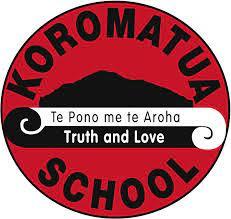 KOROMATUA
Te Pono me te Aroha
Truth and Love
SCHOOL